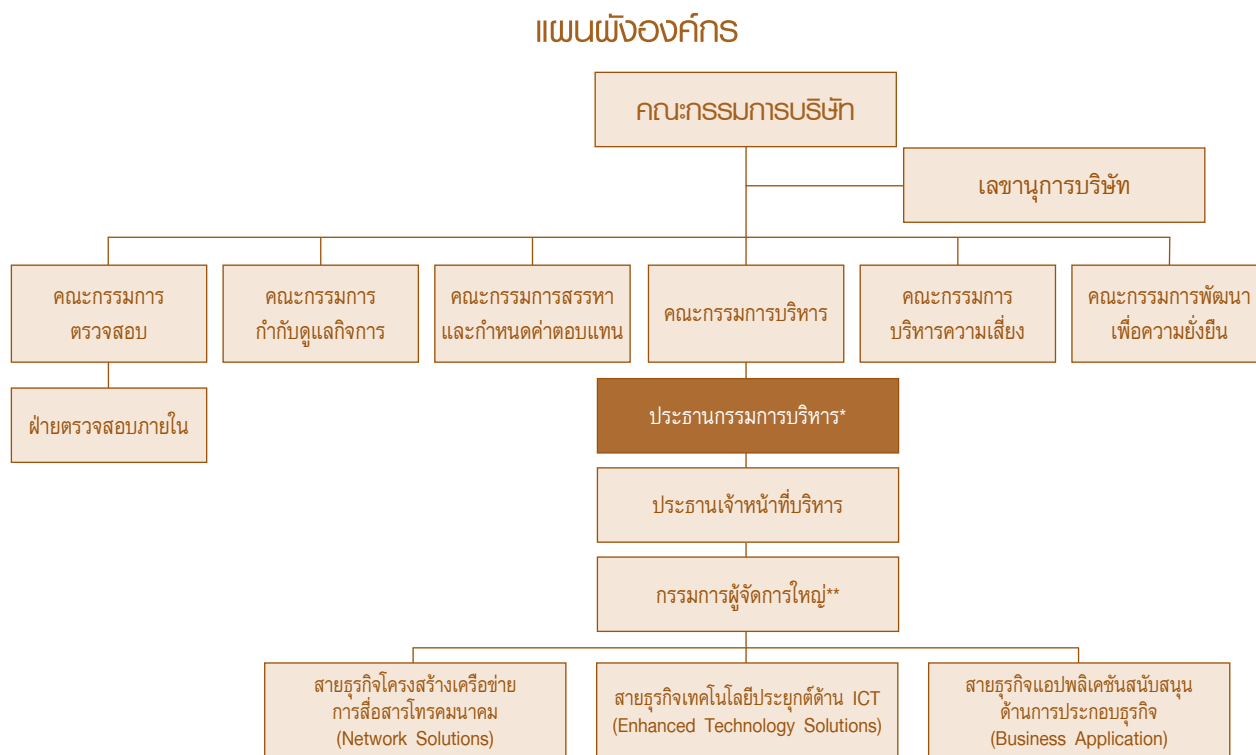 แผนผังองค์กร
คณะกรรมการบริษัท
เลขานุการบริษัท
คณะกรรมการ
ตรวจสอบ
คณะกรรมการ
กำกับดูแลกิจการ
คณะกรรมการสรรหา
และกำหนดค่าตอบแทน
คณะกรรมการบริหาร
คณะกรรมการ
บริหารความเสี่ยง
คณะกรรมการพัฒนา
เพื่อความยั่งยืน
ฝ่ายตรวจสอบภายใน
ประธานกรรมการบริหาร*
ประธานเจ้าหน้าที่บริหาร
กรรมการผู้จัดการใหญ่**
สายธุรกิจโครงสร้างเครือข่าย
การสื่อสารโทรคมนาคม
(Network Solutions)
สายธุรกิจเทคโนโลยีประยุกต์ด้าน ICT
(Enhanced Technology Solutions)
สายธุรกิจแอปพลิเคชันสนับสนุน
ด้านการประกอบธุรกิจ
(Business Application)